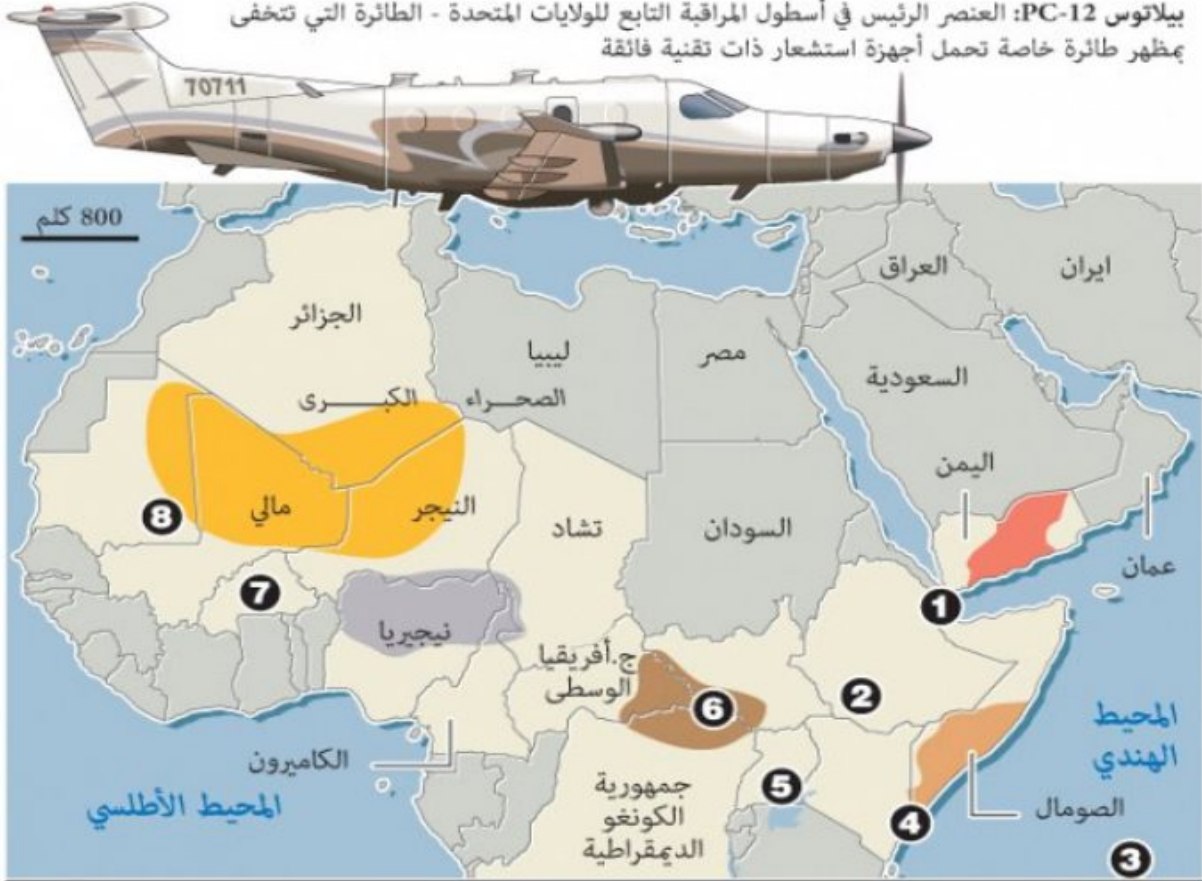 بيلاتوس PC-12: العنصر الرئيس في أسطول المراقبة التابع للولايات المتحدة - الطائرة التي تتخفى
بمظهر طائرة خاصة تحمل أجهزة استشعار ذات تقنية فائقة
70711
800 كلم
العراق
ايران
الجزائر
ليبيا
مصر
السعودية
الصحـــراء الكبـــــرى
اليمن
مالي
النيجر
تشاد
السودان
عمان
8
7
1
نيجيريا
ج.أفريقيا
الوسطى
6
2
المحيط
الهندي
الكاميرون
جمهورية
الكونغو
الديمقراطية
5
الصومال
4
3
المحيط الأطلسي